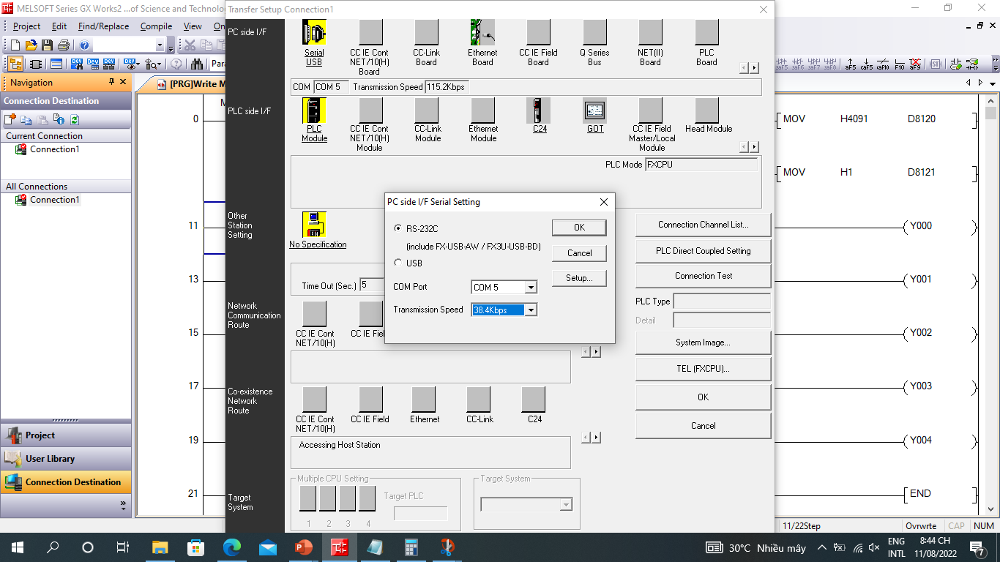 MELSOFT Series GX Works2 ...of Science and Technolo
Transfer Setup Connection1
Project Edit Find/Replace Compile View On
Para
Navigation
Connection Destination
Current Connection
Connection1
All Connections
Connection1
Project
User Library
Connection Destination
[PRG]Write M
0
11
13
15
17
19
21
PC side I/F
Serial USB
CC IE Cont NET/10(H) Board
CC-Link Board
Ethernet Board
CC IE Field Board
Q Series Bus
NET(II) Board
PLC Board
COM COM 5 Transmission Speed 115.2Kbps
PLC side I/F
PLC Module
CC IE Cont NET/10(H) Module
CC-Link Module
Ethernet Module
C24
GOT
CC IE Field Master/Local Module
Head Module
PLC Mode FXCPU
Other Station Setting
No Specification
Time Out (Sec.) 5
PC side I/F Serial Setting
RS-232C
(include FX-USB-AW / FX3U-USB-BD)
USB
COM Port COM 5
Transmission Speed 38.4Kbps
OK
Cancel
Setup...
Connection Channel List...
PLC Direct Coupled Setting
Connection Test
PLC Type
Detail
System Image...
TEL (FXCPU)...
OK
Cancel
Network Communication Route
CC IE Cont NET/10(H)
CC IE Fiel
Co-existence Network Route
CC IE Cont NET/10(H)
CC IE Field
Ethernet
CC-Link
C24
Accessing Host Station
Target System
Multiple CPU Setting
1 2 3 4
Target PLC
Target System
sF5 sF6 saF5 saF6 saF7 saF8 aF5 caF5 caF10 F10 aF9
MOV H4091 D8120
MOV H1 D8121
Y000
Y001
Y002
Y003
Y004
END
11/22Step Ovrwrte CAP NUM
30°C Nhiều mây
ENG
INTL
8:44 CH
11/08/2022
7